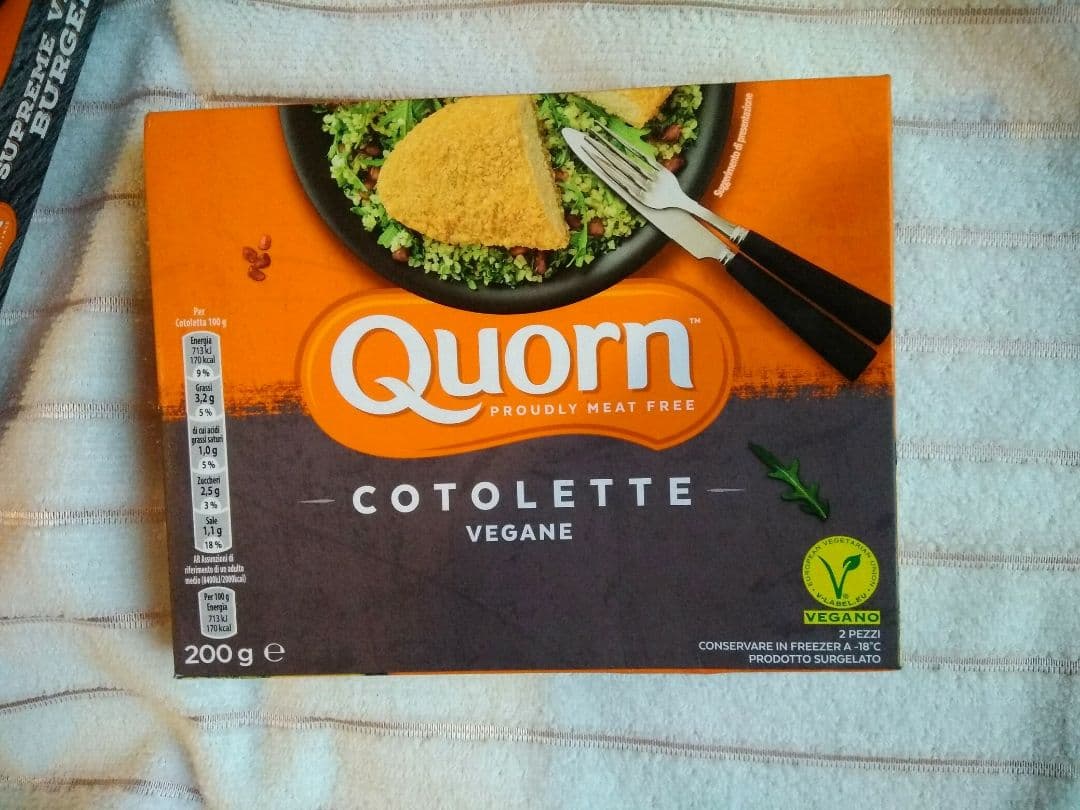 SUPREME V
BURGE
Suggerimento di presentazione
Per
Cotoletta 100 g
Energia
713 kJ
170 kcal
9 %
Grassi
3,2 g
5 %
di cui acidi
grassi saturi
1,0 g
5 %
Zuccheri
2,5 g
3 %
Sale
1,1 g
18 %
AR Assunzioni di
riferimento di un adulto
medio (8400kJ/2000kcal)
Per 100 g
Energia
713 kJ
170 kcal
200 g e
Quorn™
PROUDLY MEAT FREE
COTOLETTE
VEGANE
EUROPEAN VEGETARIAN UNION
V-LABEL.EU
VEGANO
2 PEZZI
CONSERVARE IN FREEZER A -18°C
PRODOTTO SURGELATO